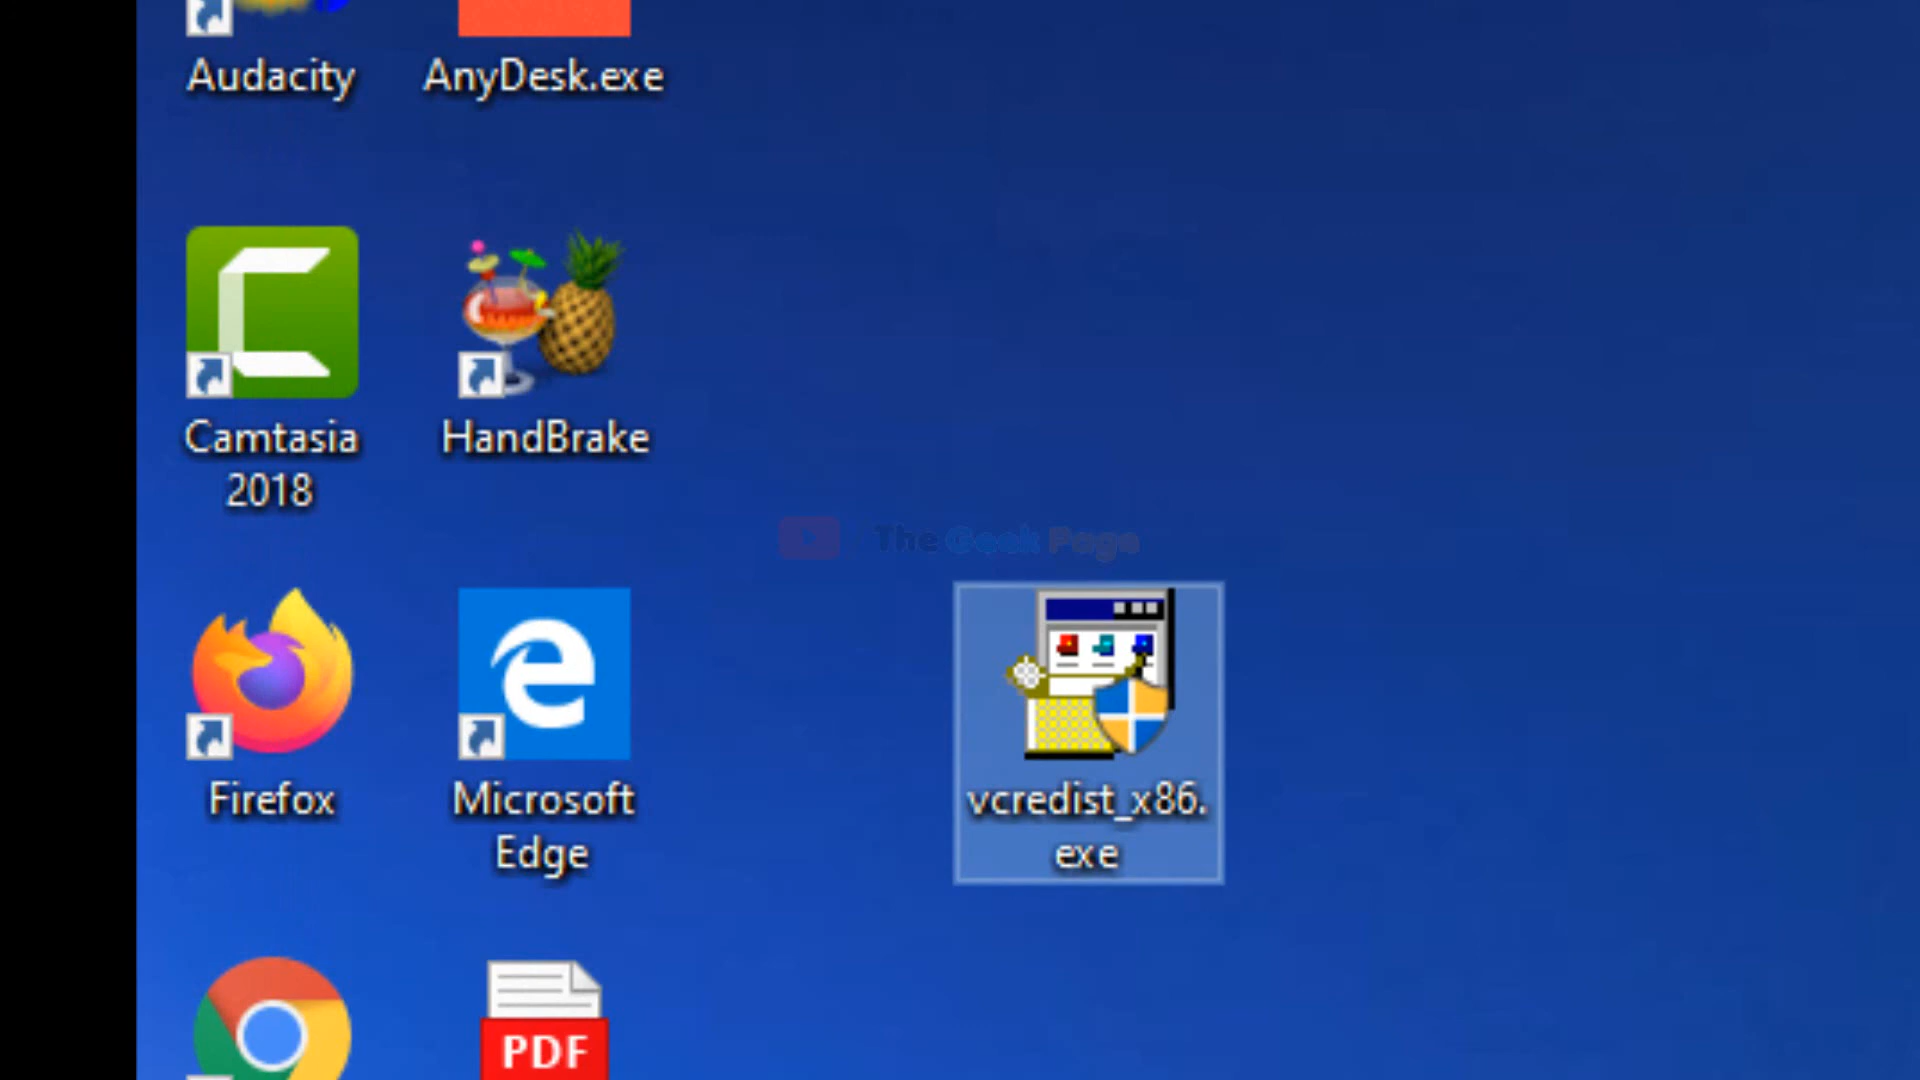 Audacity
AnyDesk.exe
Camtasia
2018
HandBrake
The Geek Page
Firefox
Microsoft
Edge
vcredist_x86.
exe
PDF